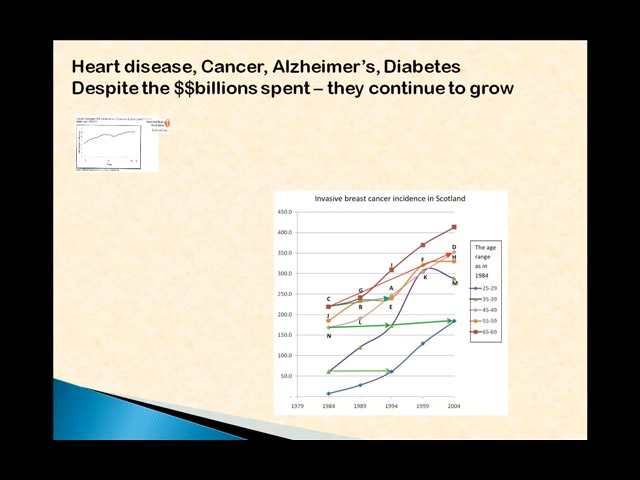 Heart disease, Cancer, Alzheimer's, Diabetes
Despite the $$billions spent – they continue to grow
Invasive breast cancer incidence in Scotland
450.0
400.0
350.0
300.0
250.0
200.0
150.0
100.0
50.0
-
1979 1984 1989 1994 1999 2004
C
G
I
F
D
H
A
B
E
K
M
J
L
N
The age
range
as in
1984
25-29
35-39
45-49
55-59
65-69